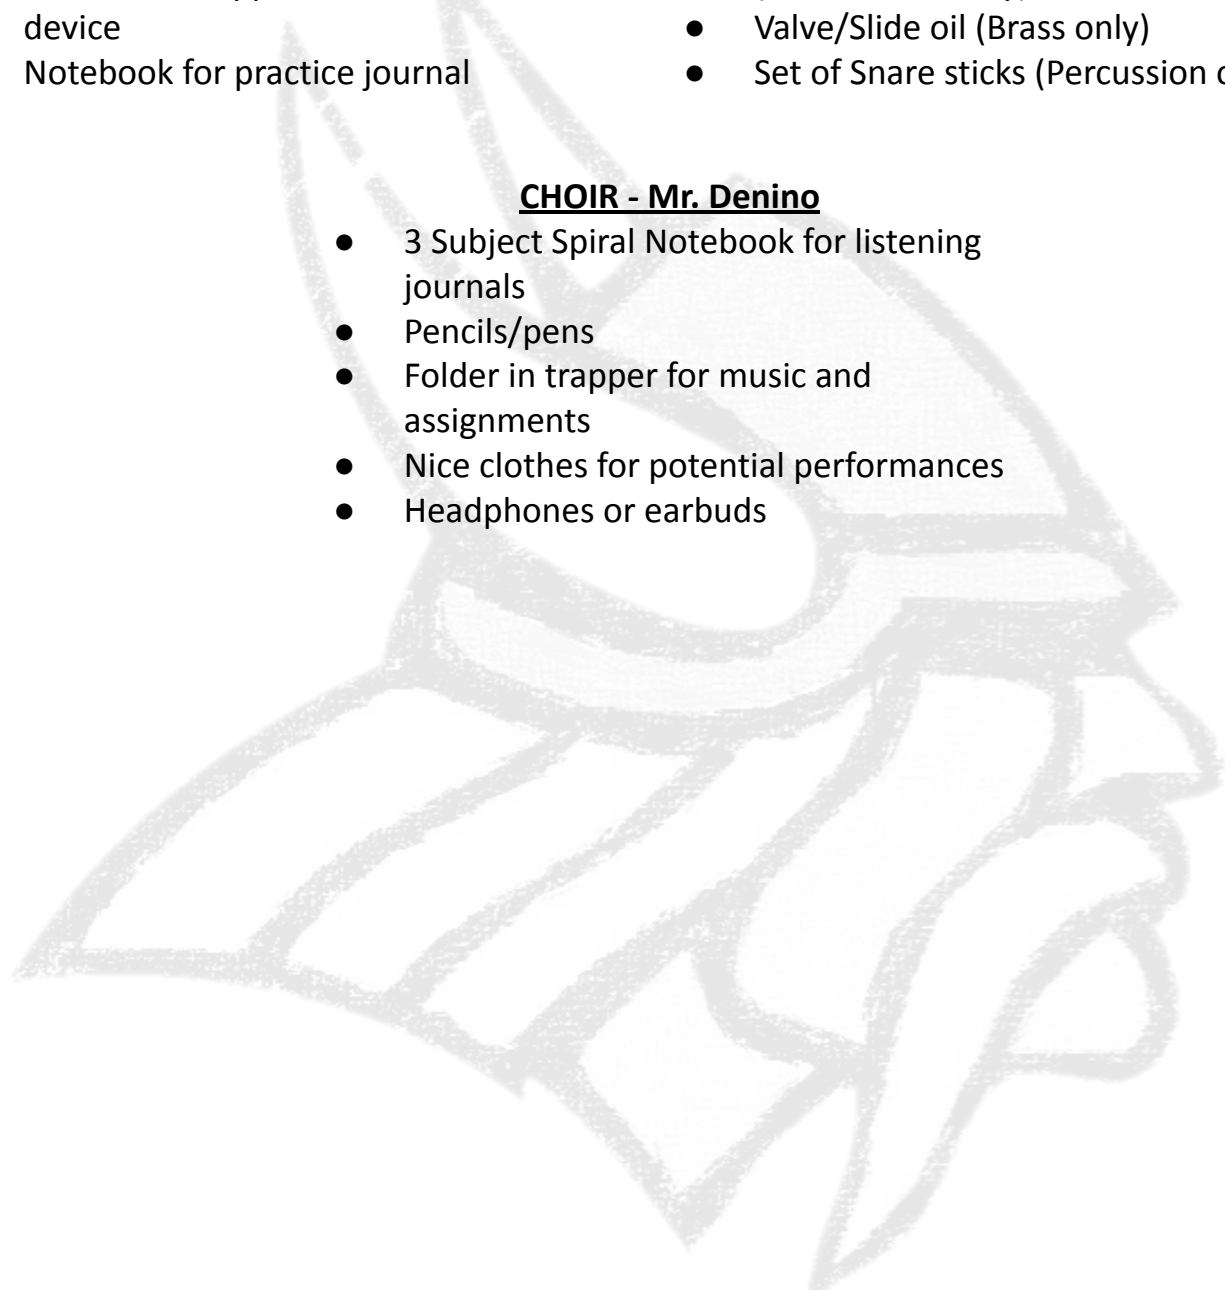 device
Notebook for practice journal
● Valve/Slide oil (Brass only)
● Set of Snare sticks (Percussion
CHOIR - Mr. Denino
● 3 Subject Spiral Notebook for listening
journals
● Pencils/pens
● Folder in trapper for music and
assignments
● Nice clothes for potential performances
● Headphones or earbuds